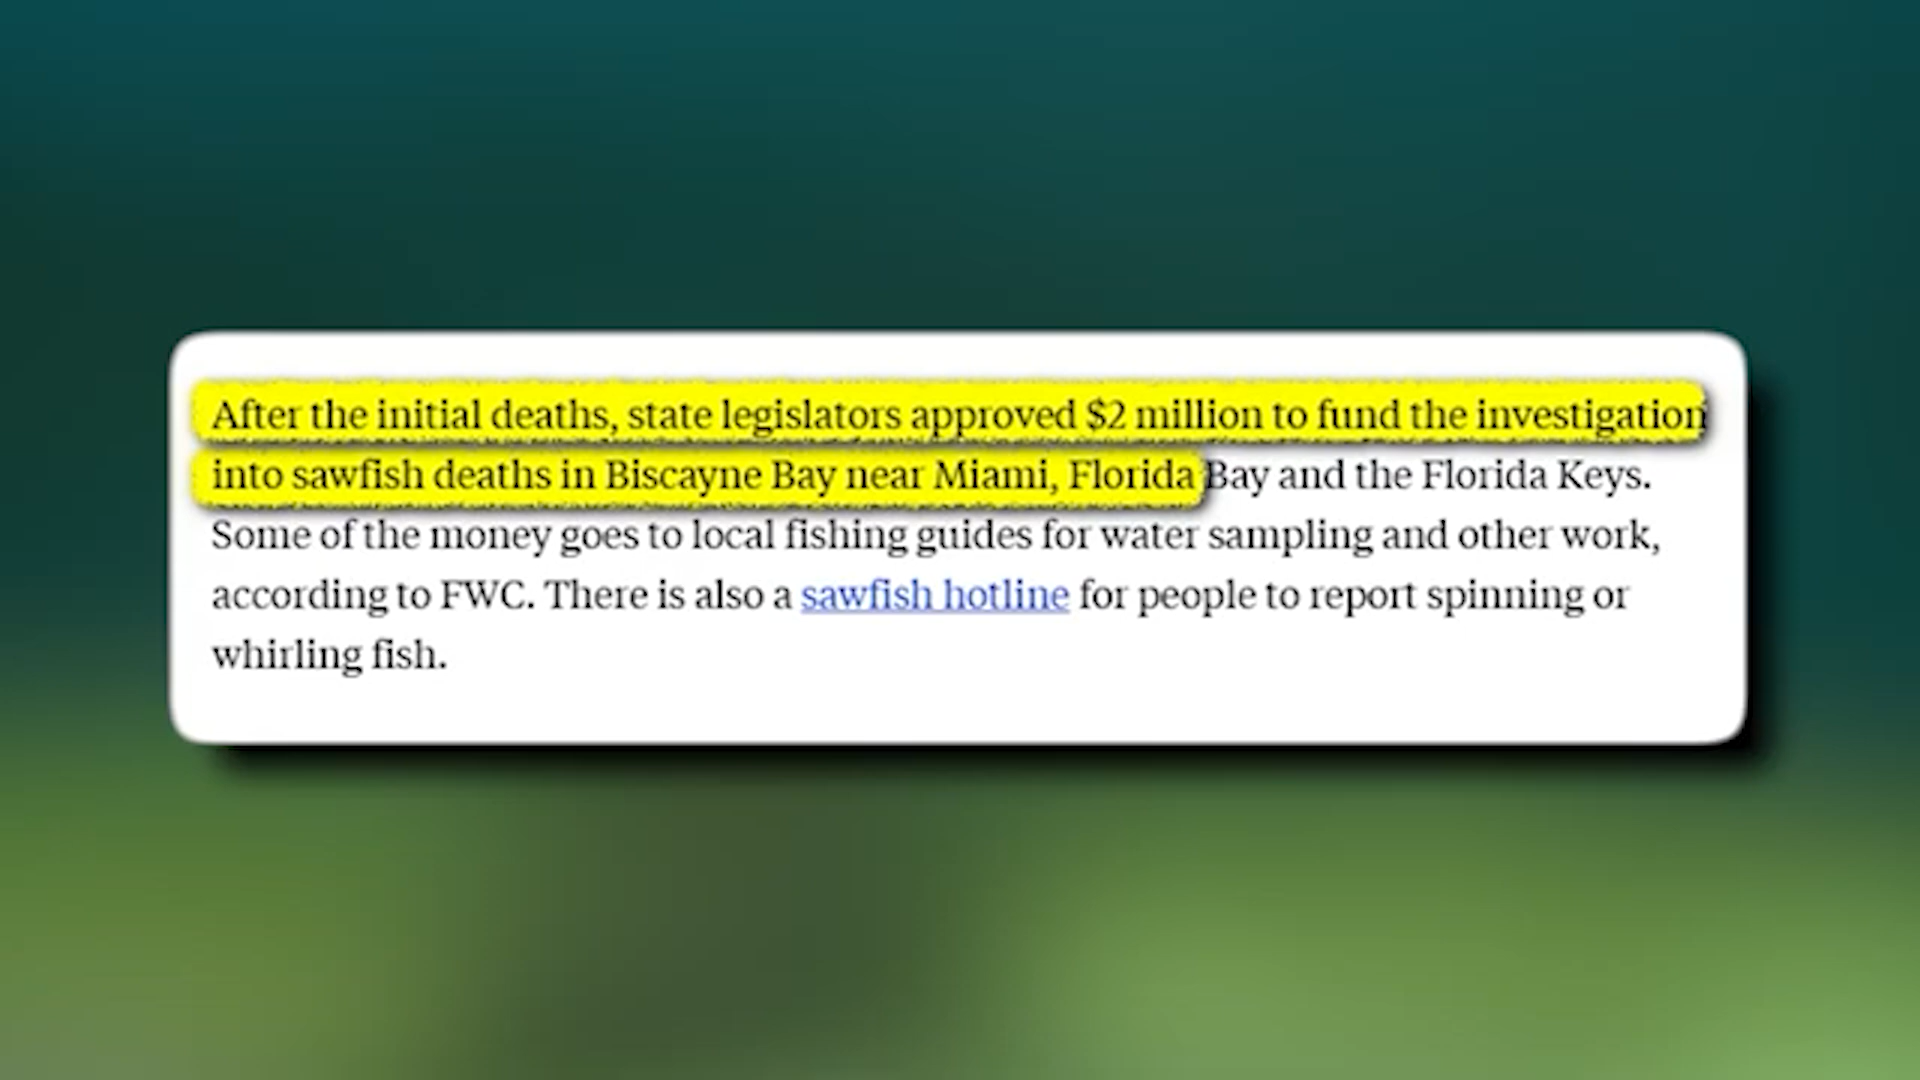 After the initial deaths, state legislators approved $2 million to fund the investigation
into sawfish deaths in Biscayne Bay near Miami, Florida Bay and the Florida Keys.
Some of the money goes to local fishing guides for water sampling and other work,
according to FWC. There is also a sawfish hotline for people to report spinning or
whirling fish.